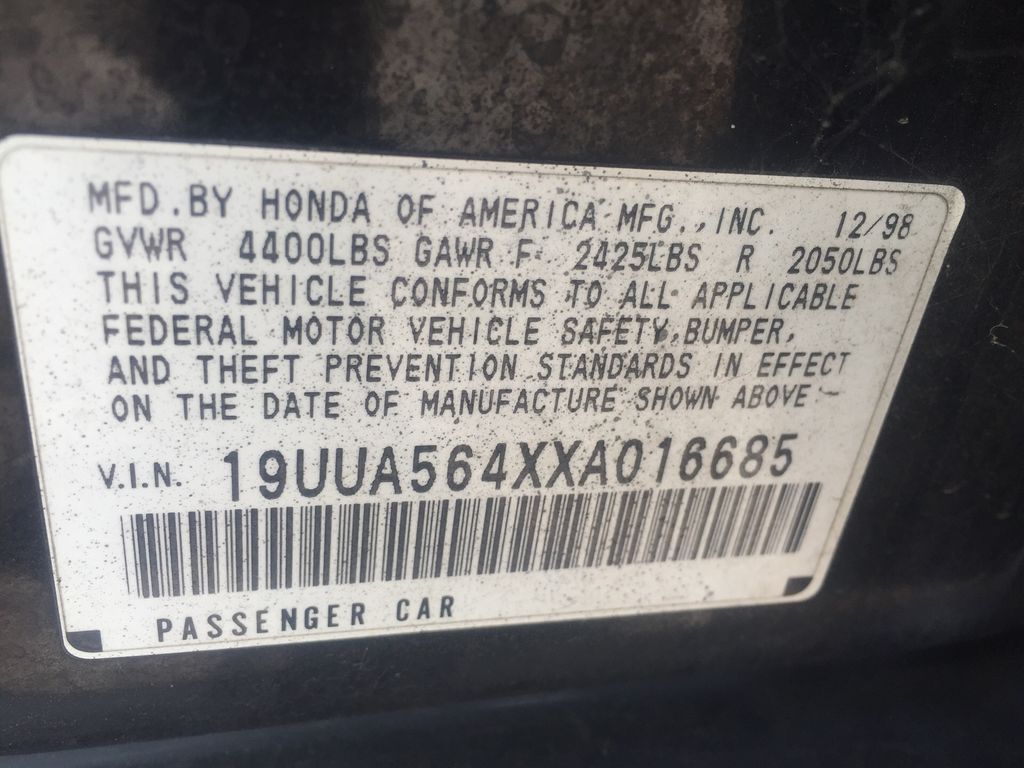 MFD.BY HONDA OF AMERICA MFG.,INC. 12/98
GVWR 4400LBS GAWR F 2425LBS R 2050LBS
THIS VEHICLE CONFORMS TO ALL APPLICABLE
FEDERAL MOTOR VEHICLE SAFETY,BUMPER,
AND THEFT PREVENTION STANDARDS IN EFFECT
ON THE DATE OF MANUFACTURE SHOWN ABOVE
V.I.N. 19UUA564XXA016685
PASSENGER CAR